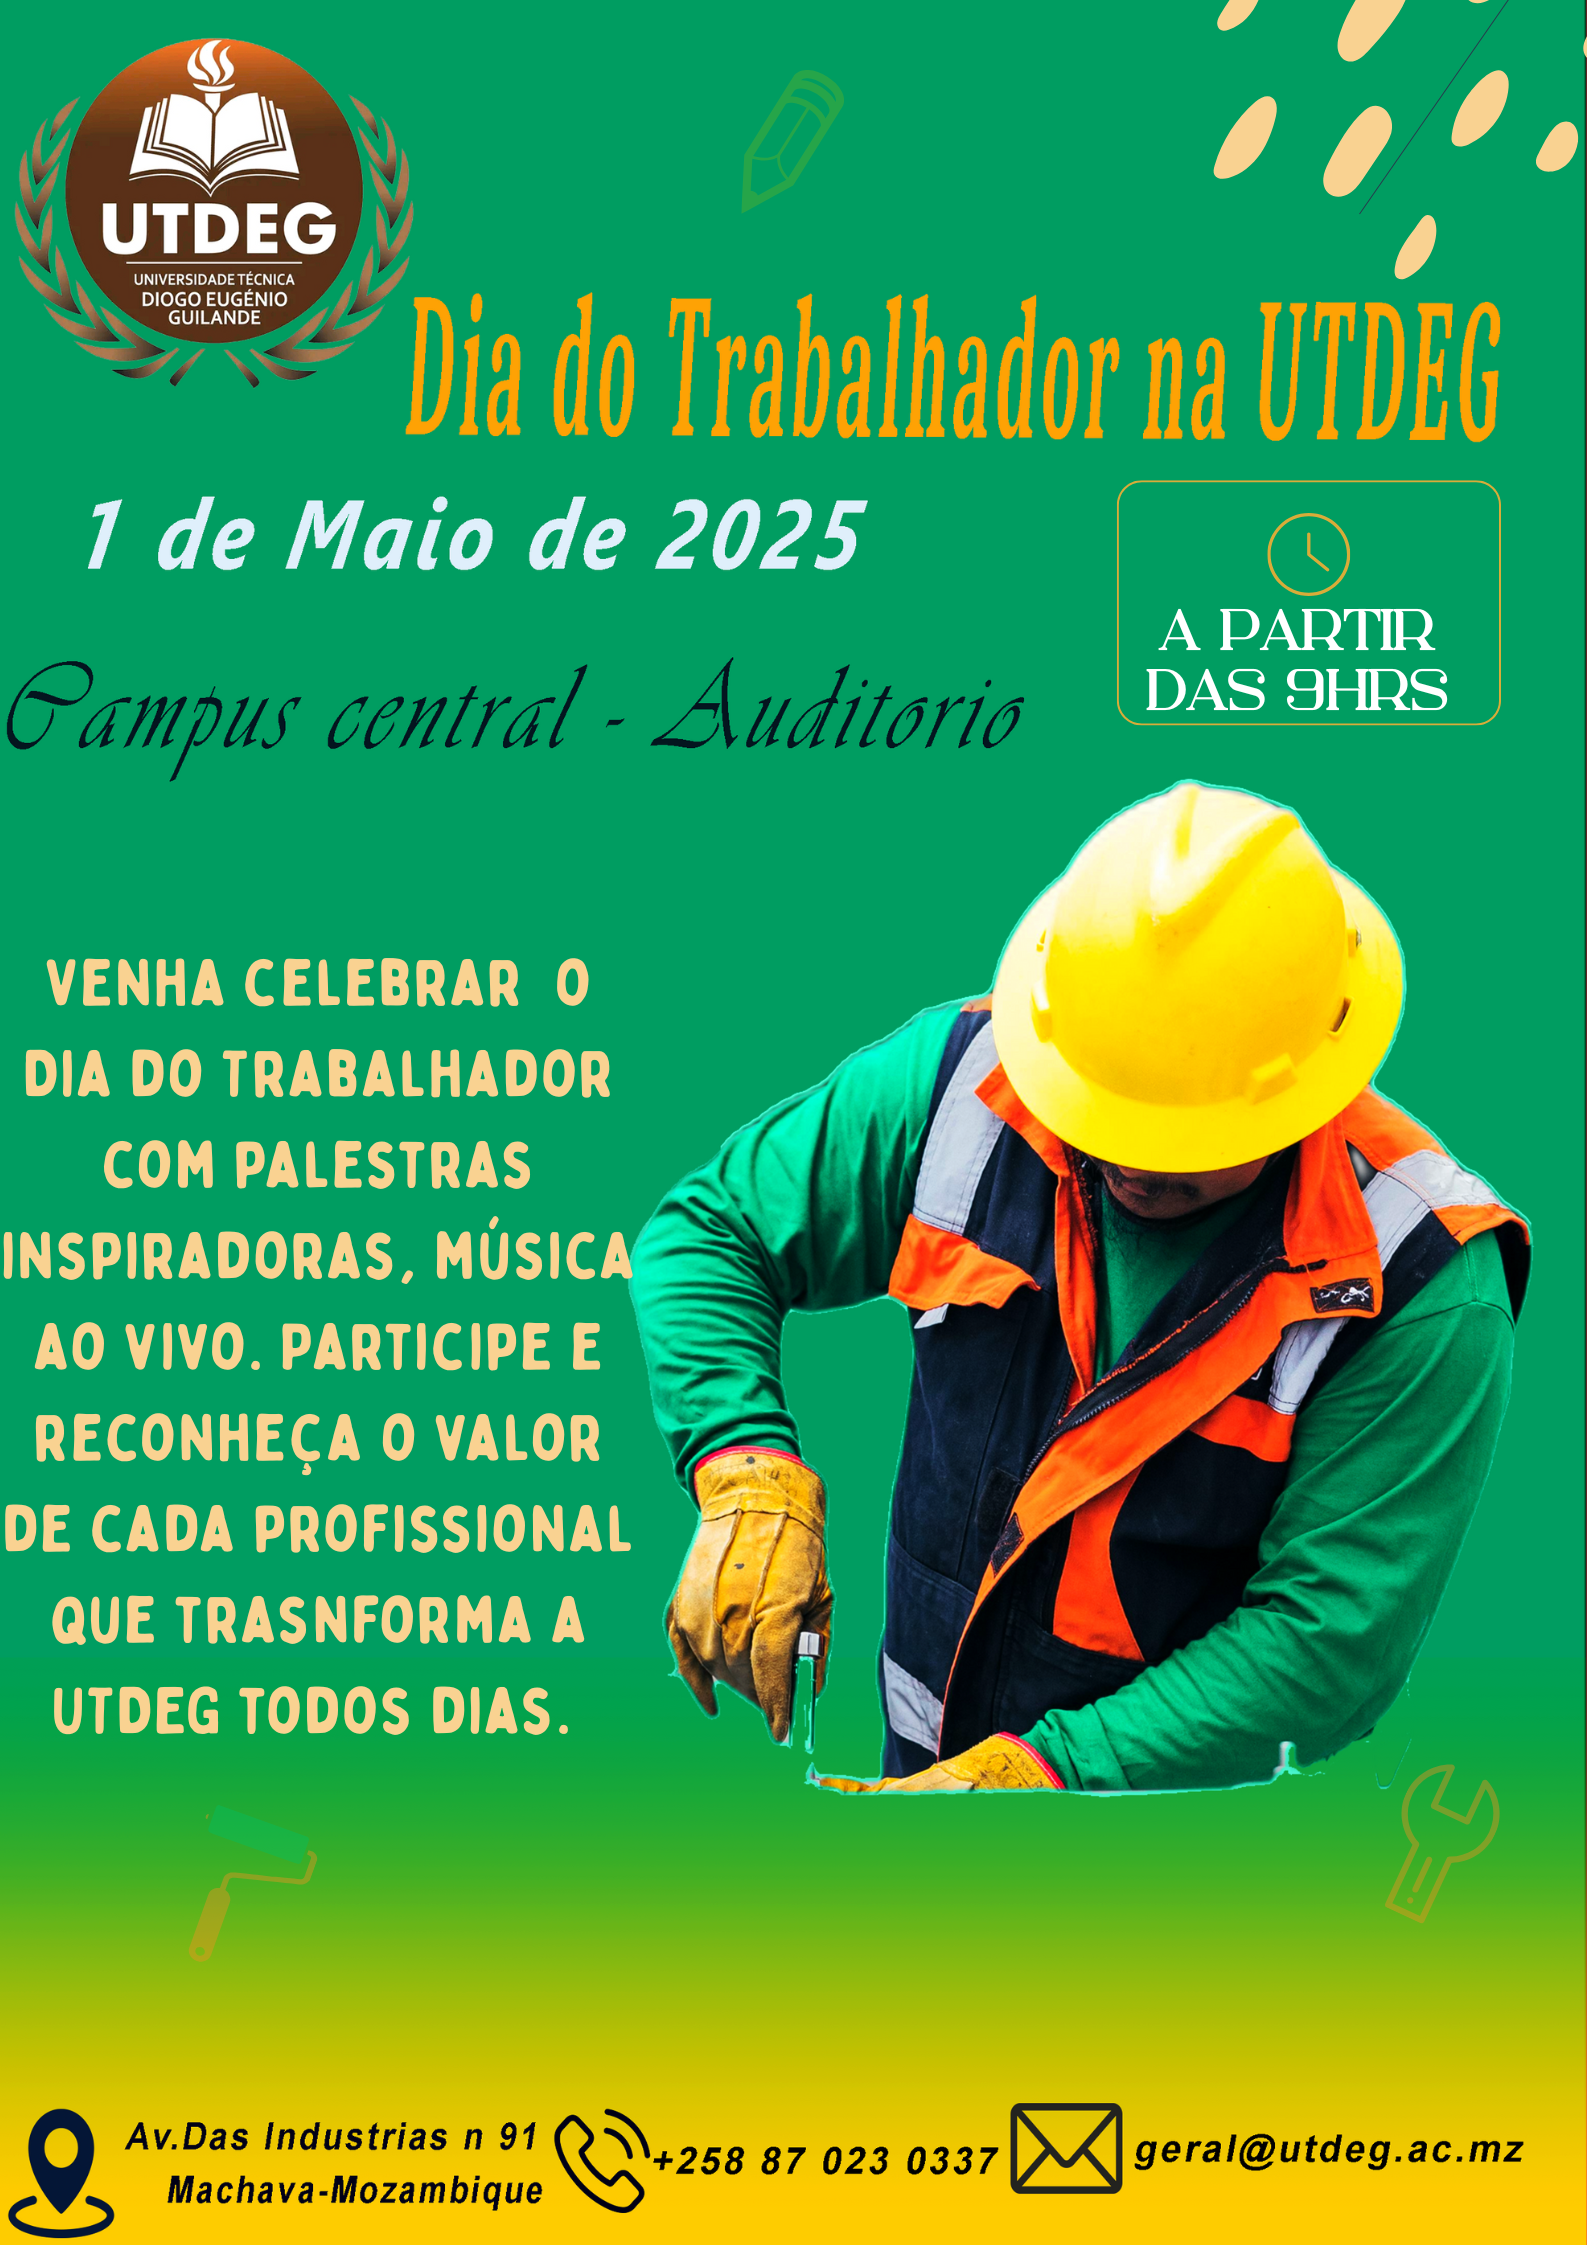 UTDEG
UNIVERSIDADE TÉCNICA
DIOGO EUGÉNIO
GUILANDE
Dia do Trabalhador na UTDEG
1 de Maio de 2025
A PARTIR
DAS 9HRS
Campus central - Auditorio
VENHA CELEBRAR O
DIA DO TRABALHADOR
COM PALESTRAS
INSPIRADORAS, MÚSICA
AO VIVO. PARTICIPE E
RECONHEÇA O VALOR
DE CADA PROFISSIONAL
QUE TRASNFORMA A
UTDEG TODOS DIAS.
Av.Das Industrias n 91
Machava-Mozambique
+258 87 023 0337
geral@utdeg.ac.mz